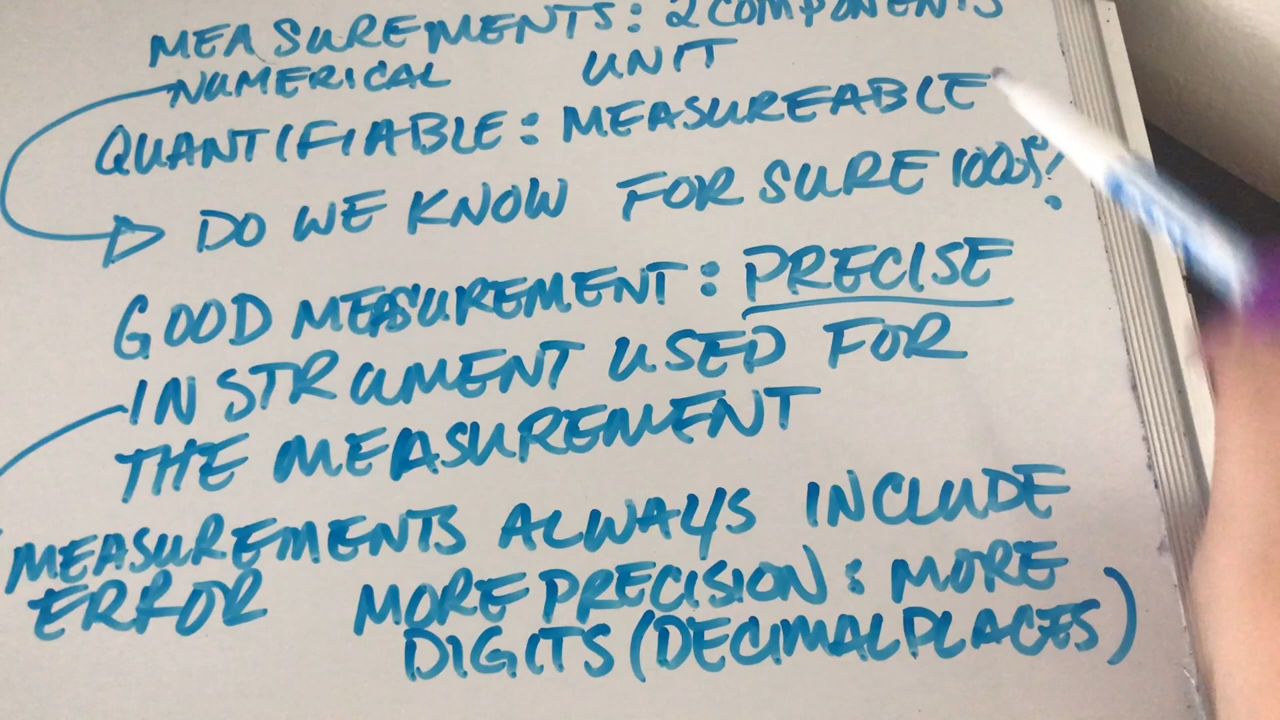 MEASUREMENTS: 2 COMPONENTS
NUMERICAL UNIT
QUANTIFIABLE: MEASUREABLE
DO WE KNOW FOR SURE 100%?
GOOD MEASUREMENT: PRECISE
INSTRUMENT USED FOR
THE MEASUREMENT
MEASUREMENTS ALWAYS INCLUDE
ERROR MORE PRECISION: MORE
DIGITS (DECIMAL PLACES)